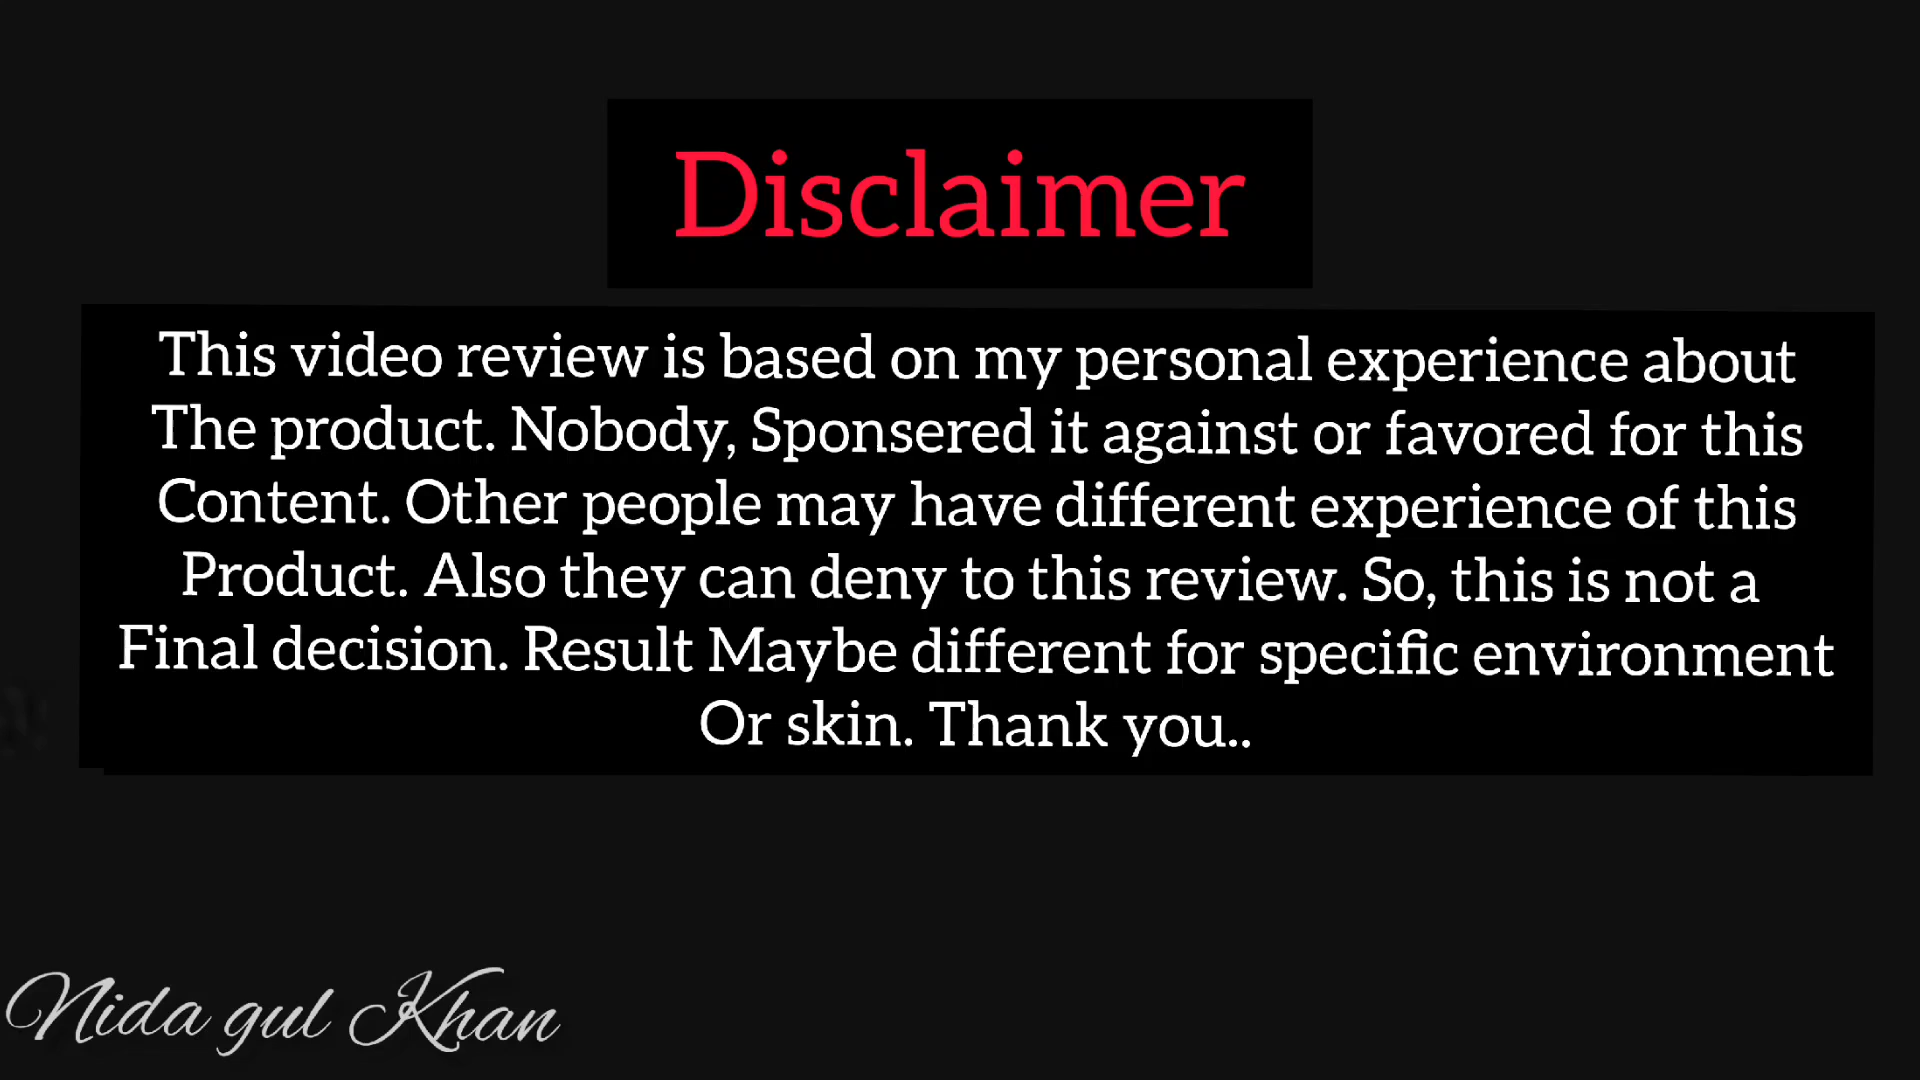 Disclaimer
This video review is based on my personal experience about
The product. Nobody, Sponsered it against or favored for this
Content. Other people may have different experience of this
Product. Also they can deny to this review. So, this is not a
Final decision. Result Maybe different for specific environment
Or skin. Thank you..
Nida gul Khan